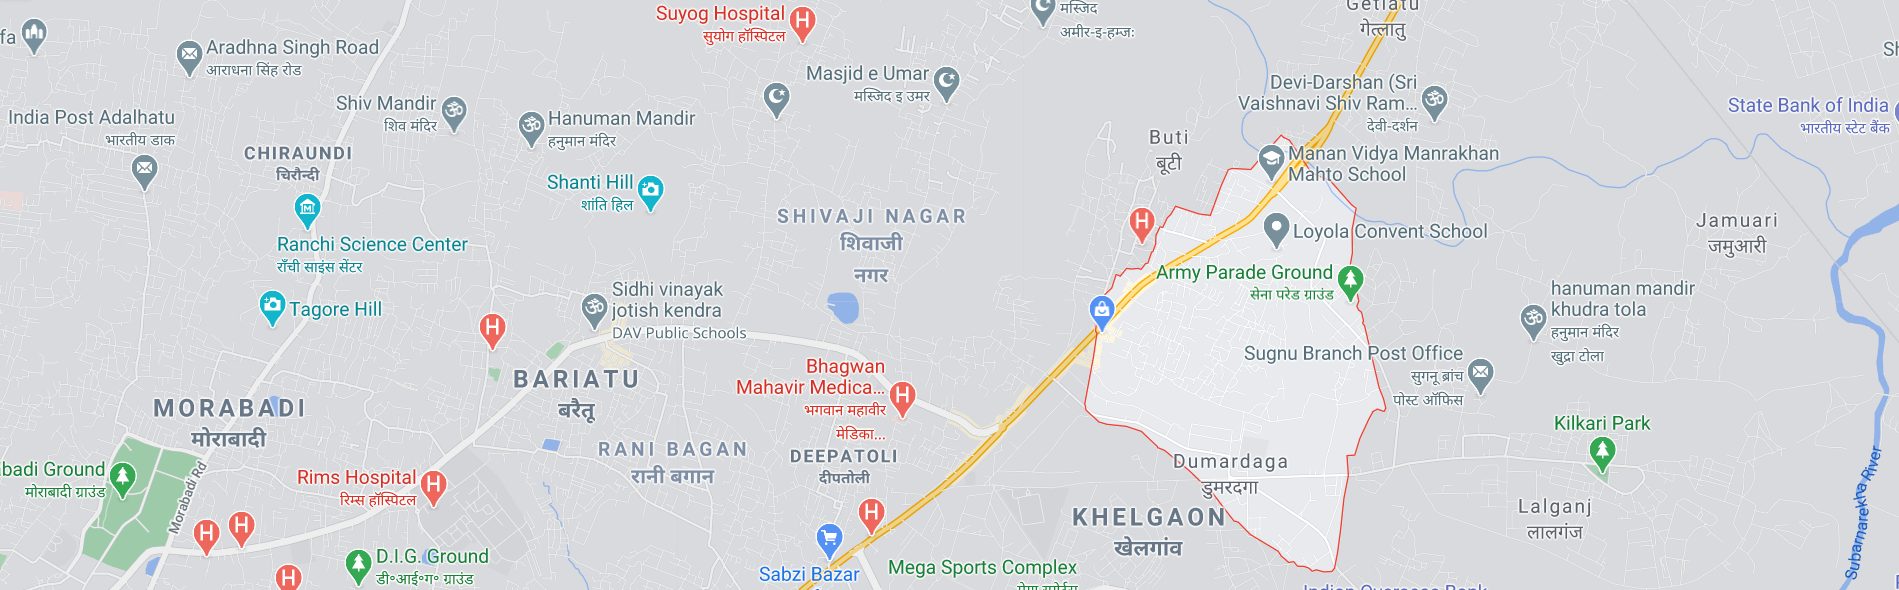 fa
Aradhna Singh Road
आराधना सिंह रोड
Suyog Hospital
सुयोग हॉस्पिटल
मस्जिद
अमीर-इ-हम्ज:
Getlatu
गेत्लातु
Sh
India Post Adalhatu
भारतीय डाक
Shiv Mandir
शिव मंदिर
Hanuman Mandir
हनुमान मंदिर
Masjid e Umar
मस्जिद इ उमर
Devi-Darshan (Sri
Vaishnavi Shiv Ram...
देवी-दर्शन
State Bank of India
भारतीय स्टेट बैंक
CHIRAUNDI
चिरौन्दी
Buti
बूटी
Manan Vidya Manrakhan
Mahto School
Shanti Hill
शांति हिल
SHIVAJI NAGAR
शिवाजी
नगर
Ranchi Science Center
राँची साइंस सेंटर
Loyola Convent School
Jamuari
जमुआरी
Army Parade Ground
सेना परेड ग्राउंड
Tagore Hill
Sidhi vinayak
jotish kendra
DAV Public Schools
hanuman mandir
khudra tola
हनुमान मंदिर
खुद्रा टोला
Sugnu Branch Post Office
सुगनू ब्रांच
पोस्ट ऑफिस
BARIATU
बरैतू
Bhagwan
Mahavir Medica...
भगवान महावीर
मेडिका...
MORABADI
मोराबादी
Kilkari Park
RANI BAGAN
रानी बगान
DEEPATOLI
दीपतोली
Dumardaga
डुमरदगा
badi Ground
मोराबादी ग्राउंड
Morabadi Rd
Rims Hospital
रिम्स हॉस्पिटल
KHELGAON
खेलगांव
Lalganj
लालगंज
Subarnarekha River
D.I.G. Ground
डी॰आई॰ग॰ ग्राउंड
Sabzi Bazar
Mega Sports Complex
मेगा स्पोर्ट्स
Indian Overseas Bank